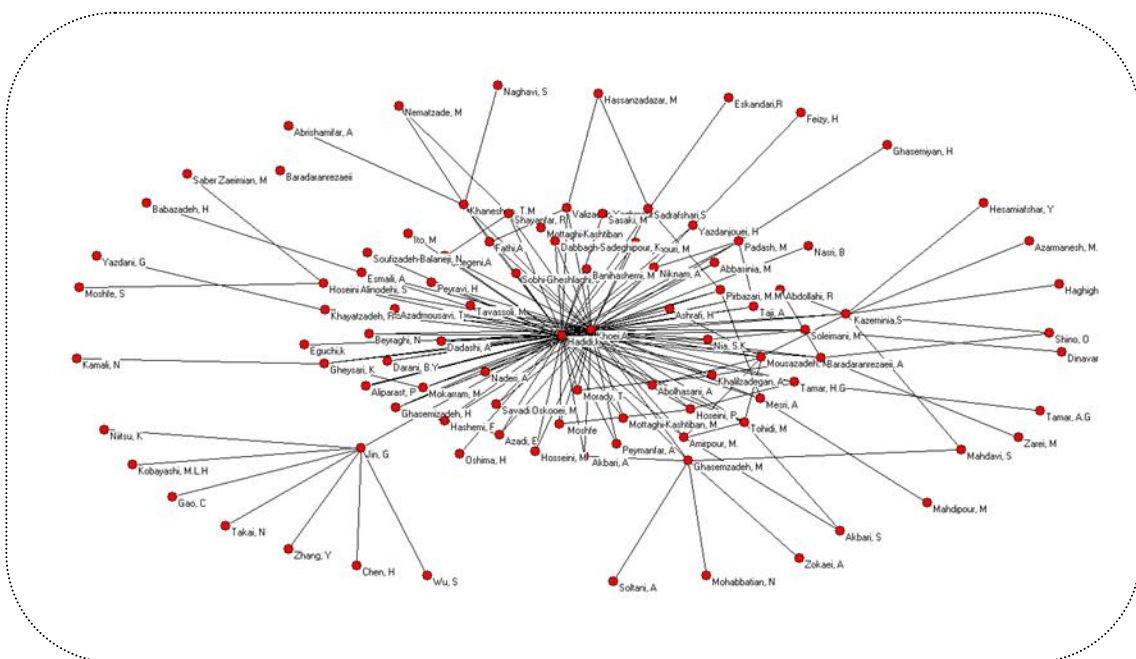 Naghavi, S
Hassanzadazar, M
Eskandari,R
Nematzade, M
Feizy, H
Abrishamifar, A
Ghasemiyan, H
Baradaranrezaeii
Saber Zaeimian, M
Babazadeh, H
Hesamiafshar, Y
Khanesh
T.M
Shayanfar, R
Sasaki, M
Sadrafshari,S
Mottaghi-Kashtiban
Yazdanjouei, H
Ito, M
Fathi,A
Dabbagh-Sadeghipour, K
Padash, M
Nasri, B
Azarmanesh, M.
Yazdani, G
Soufizadeh-Balaneji, N
Abbasinia, M
Esmaili, A
Sobhi-Gheshlaghi,
Banihashemi, M
Niknam, A
Haghigh
Moshfe, S
Hoseini Alinodehi, S
Peyravi, H
Pirbazari, M.M
Abdollahi, R
Khayatzadeh, R
Azadmousavi, T
Tavassoli, M
Ashrafi, H
Taji, A
Kazeminia,S
Beyraghi, N
Hadidi,k
Khoei,A
Soleimani, M
Shino, O
Eguchi,k
Dadashi, A
Nia, S.K
Dinavar
Kamali, N
Gheysari, K
Darani, B.Y
Mousazadeh,
Baradaranrezaeii, A
Aliparast, P
Mokarram, M
Naderi, A
Khalilzadegan, A
Tamar, H.G
Abolhasani, A
Morady, T
Mesri, A
Ghasemizadeh, H
Savadi Oskooei, M
Hoseini, P
Tamar, A.G
Hashemi, F
Moshfe
Mottaghi-Kashtiban, M
Tohidi, M
Niitsu, K
Azadi, E
Amirpour, M.
Zarei, M
Jin, G
Oshima, H
Hosseini, M
Akbari, A
Peymanfar, A
Mahdavi, S
Kobayashi, M.L.H
Ghasemzadeh, M
Gao, C
Mahdipour, M
Takai, N
Akbari, S
Zhang, Y
Zokaei, A
Chen, H
Wu, S
Soltani, A
Mohabbatian, N